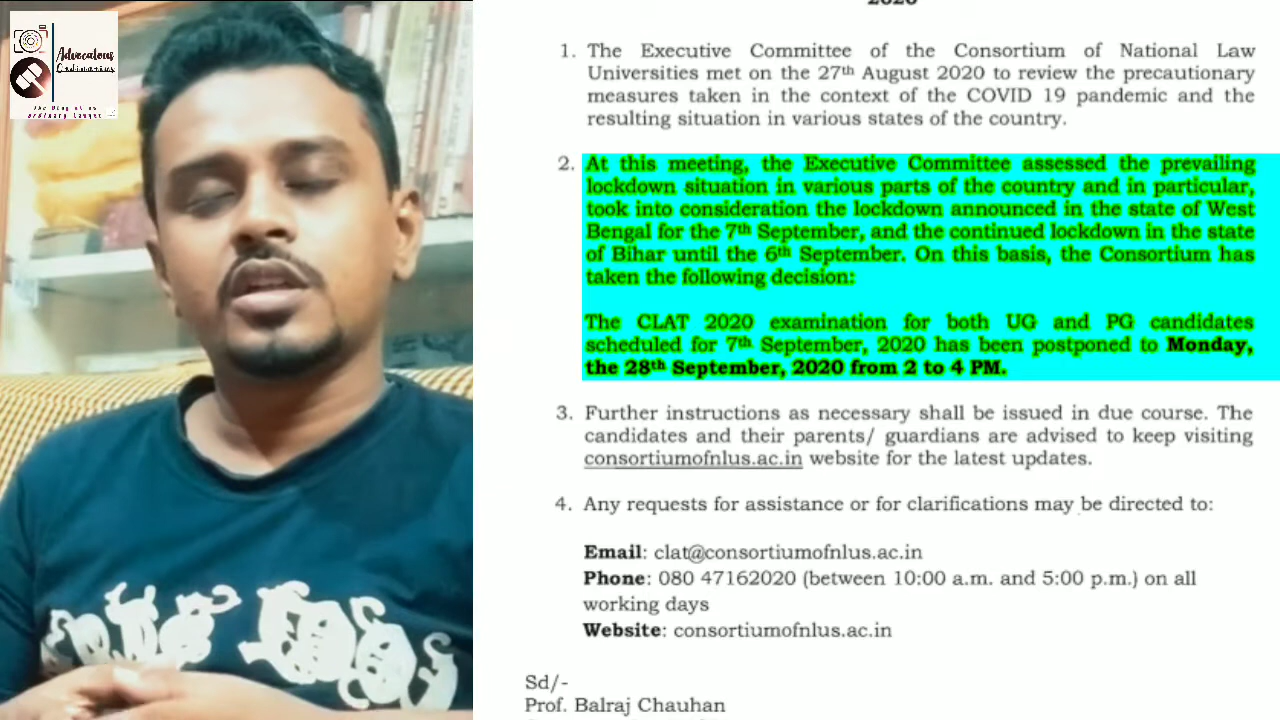 Advocatous
Ordinarius
The Blog of an
ordinary lawyer
2020
1. The Executive Committee of the Consortium of National Law
Universities met on the 27th August 2020 to review the precautionary
measures taken in the context of the COVID 19 pandemic and the
resulting situation in various states of the country.
2. At this meeting, the Executive Committee assessed the prevailing
lockdown situation in various parts of the country and in particular,
took into consideration the lockdown announced in the state of West
Bengal for the 7th September, and the continued lockdown in the state
of Bihar until the 6th September. On this basis, the Consortium has
taken the following decision:
The CLAT 2020 examination for both UG and PG candidates
scheduled for 7th September, 2020 has been postponed to Monday,
the 28th September, 2020 from 2 to 4 PM.
3. Further instructions as necessary shall be issued in due course. The
candidates and their parents/ guardians are advised to keep visiting
consortiumofnlus.ac.in website for the latest updates.
4. Any requests for assistance or for clarifications may be directed to:
Email: clat@consortiumofnlus.ac.in
Phone: 080 47162020 (between 10:00 a.m. and 5:00 p.m.) on all
working days
Website: consortiumofnlus.ac.in
Sd/-
Prof. Balraj Chauhan